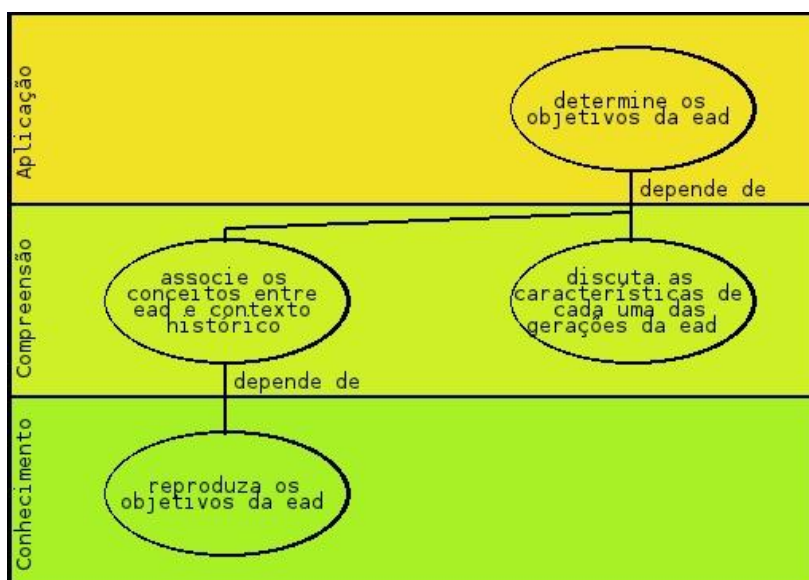 Aplicação
determine os
objetivos da ead
depende de
Compreensão
associe os
conceitos entre
ead e contexto
histórico
discuta as
características de
cada uma das
gerações da ead
depende de
Conhecimento
reproduza os
objetivos da ead